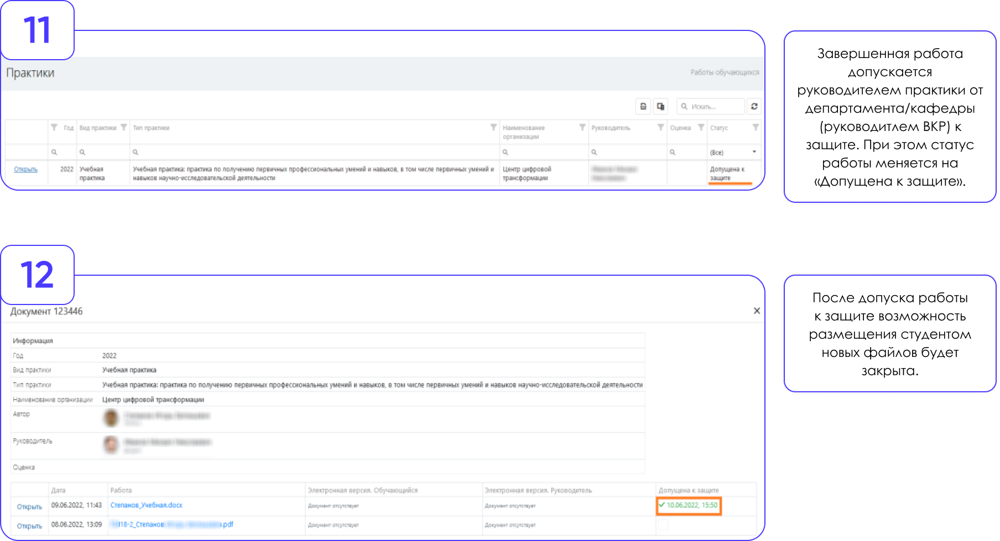 11
Практики
Работы обучающихся
Искать...
Год
Вид практики
Тип практики
Наименование
организации
Руководитель
Оценка
Статус
(Все)
Открыть
2022
Учебная
практика
Учебная практика: практика по получению первичных профессиональных умений и навыков, в том числе первичных умений и
навыков научно-исследовательской деятельности
Центр цифровой
трансформации
Допущена к
защите
Завершенная работа
допускается
руководителем практики от
департамента/кафедры
(руководитлем ВКР) к
защите. При этом статус
работы меняется на
«Допущена к защите».
12
Документ 123446
Информация
Год 2022
Вид практики Учебная практика
Тип практики Учебная практика: практика по получению первичных профессиональных умений и навыков, в том числе первичных умений и навыков научно-исследовательской деятельности
Наименование организации Центр цифровой трансформации
Автор
Руководитель
Оценка
Дата Работа Электронная версия. Обучающийся Электронная версия. Руководитель Допущена к защите
Открыть 09.06.2022, 11:43 Степанов_Учебная.docx Документ отсутствует Документ отсутствует 10.06.2022, 15:50
Открыть 08.06.2022, 13:09 18-2_Степанов .pdf Документ отсутствует Документ отсутствует
После допуска работы
к защите возможность
размещения студентом
новых файлов будет
закрыта.